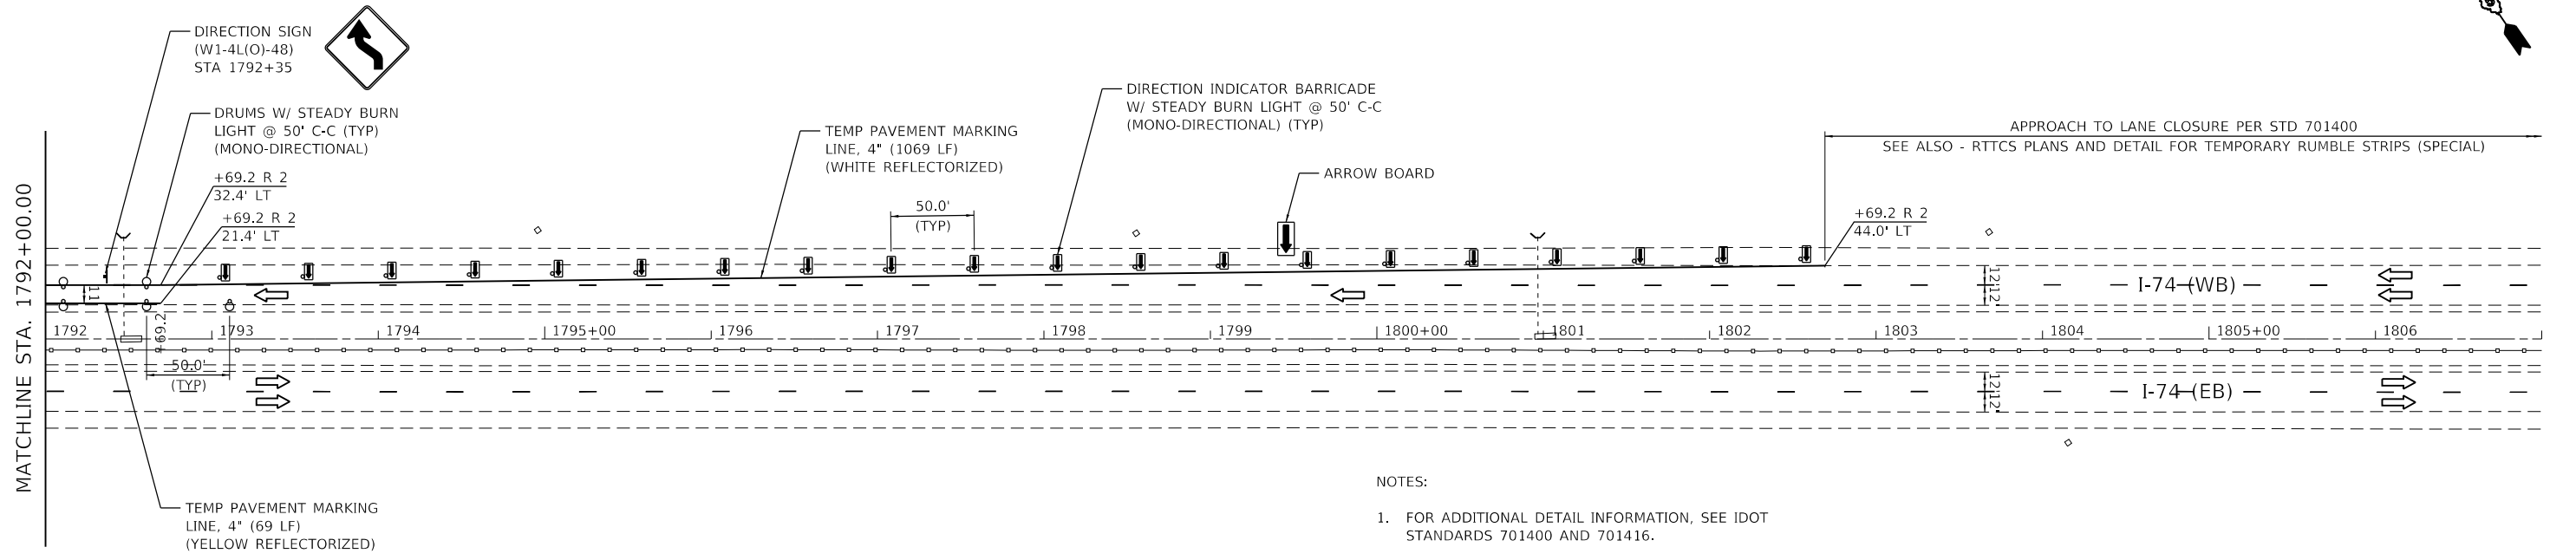 DIRECTION SIGN
(W1-4L(O)-48)
STA 1792+35
DRUMS W/ STEADY BURN
LIGHT @ 50' C-C (TYP)
(MONO-DIRECTIONAL)
+69.2 R 2
32.4' LT
+69.2 R 2
21.4' LT
TEMP PAVEMENT MARKING
LINE, 4" (1069 LF)
(WHITE REFLECTORIZED)
50.0'
(TYP)
DIRECTION INDICATOR BARRICADE
W/ STEADY BURN LIGHT @ 50' C-C
(MONO-DIRECTIONAL) (TYP)
ARROW BOARD
APPROACH TO LANE CLOSURE PER STD 701400
SEE ALSO - RTTCS PLANS AND DETAIL FOR TEMPORARY RUMBLE STRIPS (SPECIAL)
+69.2 R 2
44.0' LT
MATCHLINE STA. 1792+00.00
11'
12'
12'
I-74 (WB)
1792
+69.2
1793
1794
1795+00
1796
1797
1798
1799
1800+00
1801
1802
1803
1804
1805+00
1806
50.0'
(TYP)
12'
12'
I-74 (EB)
TEMP PAVEMENT MARKING
LINE, 4" (69 LF)
(YELLOW REFLECTORIZED)
NOTES:
1. FOR ADDITIONAL DETAIL INFORMATION, SEE IDOT
STANDARDS 701400 AND 701416.